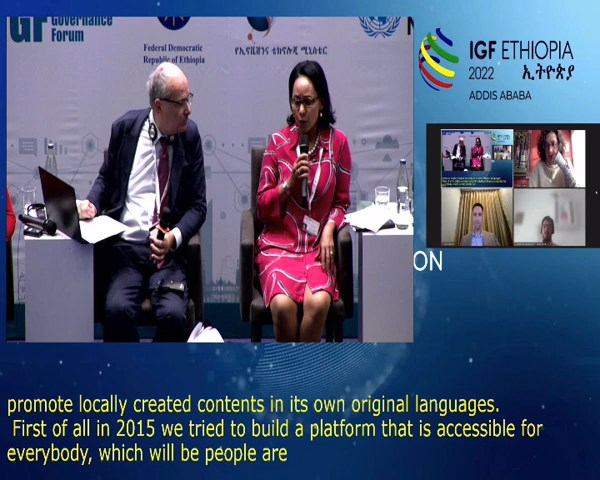 GF Governance
Forum
Federal Democratic
Republic of Ethiopia
የኢኖቬሽንና ቴክኖሎጂ ሚኒስቴር
N
IGF ETHIOPIA
2022 ኢትዮጵያ
ADDIS ABABA
ON
promote locally created contents in its own original languages.
First of all in 2015 we tried to build a platform that is accessible for
everybody, which will be people are